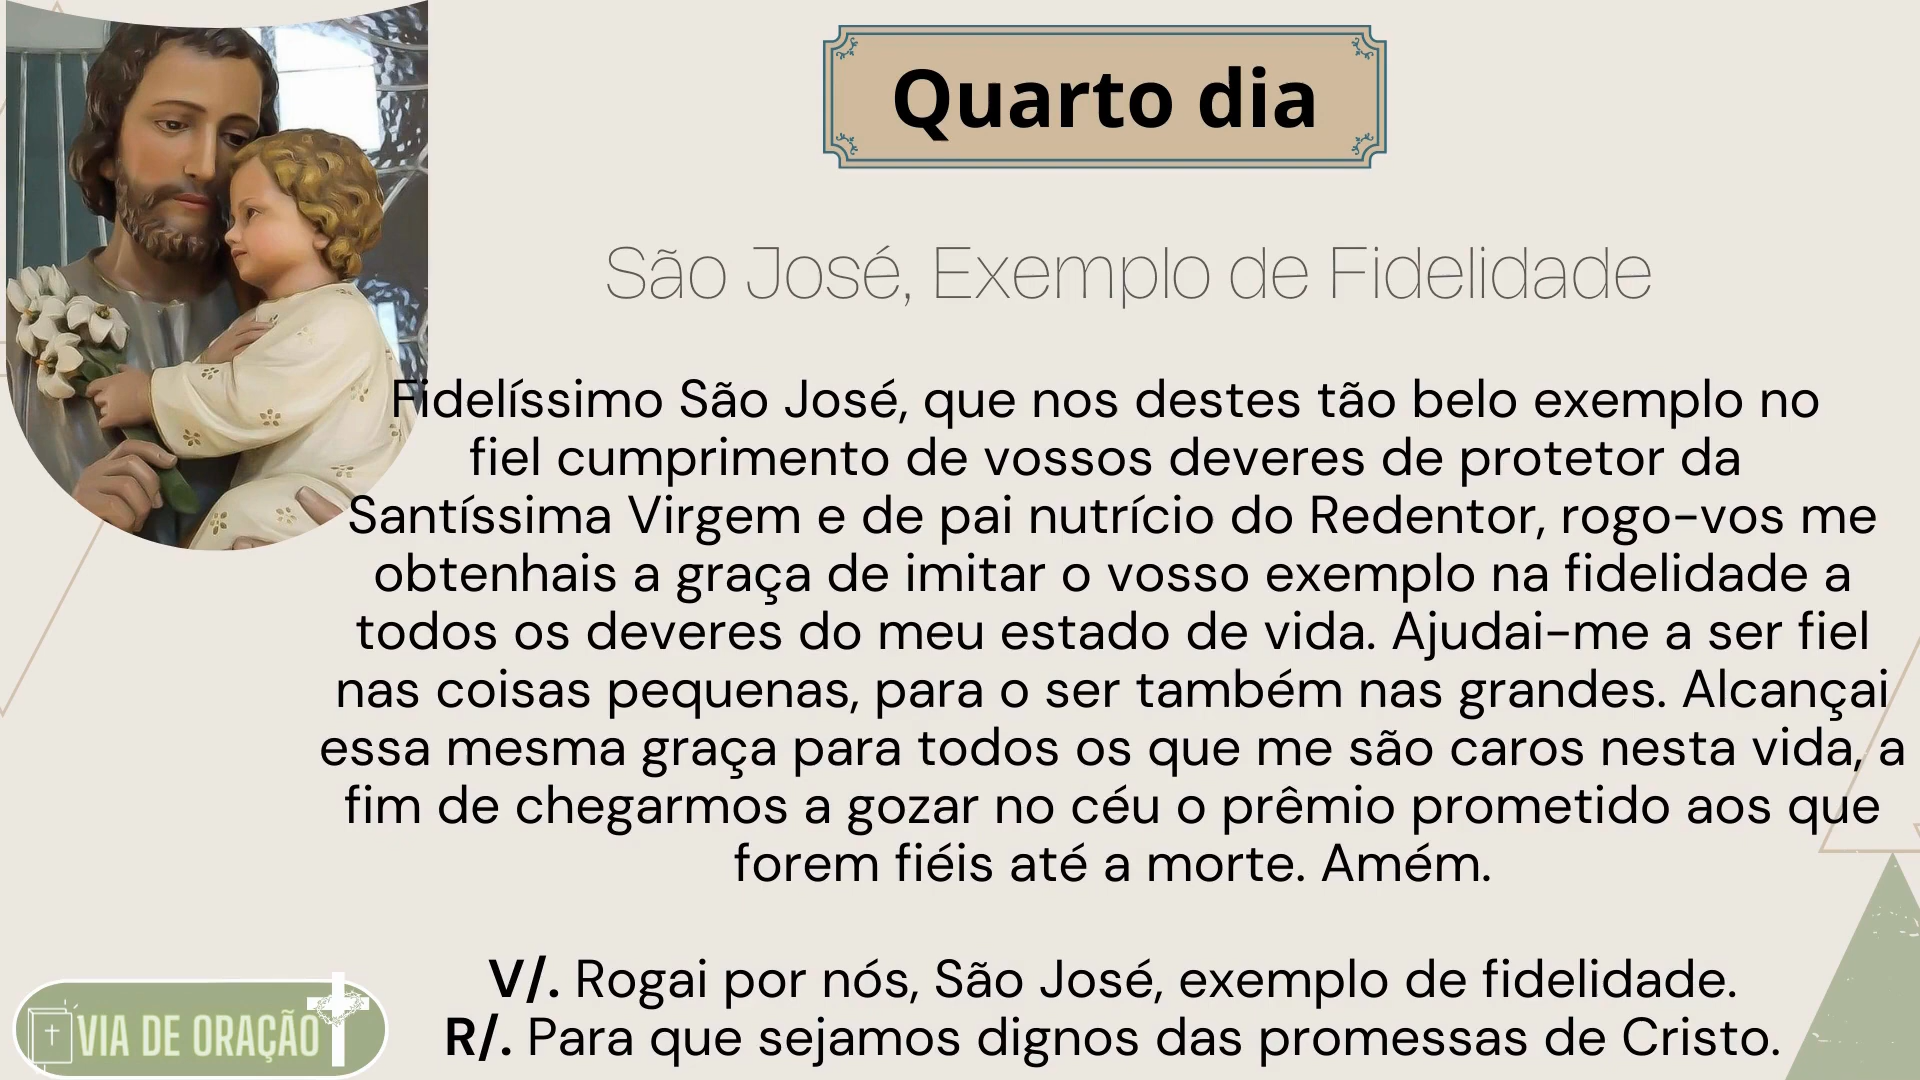 Quarto dia
São José, Exemplo de Fidelidade
Fidelíssimo São José, que nos destes tão belo exemplo no
fiel cumprimento de vossos deveres de protetor da
Santíssima Virgem e de pai nutrício do Redentor, rogo-vos me
obtenhais a graça de imitar o vosso exemplo na fidelidade a
todos os deveres do meu estado de vida. Ajudai-me a ser fiel
nas coisas pequenas, para o ser também nas grandes. Alcançai
essa mesma graça para todos os que me são caros nesta vida, a
fim de chegarmos a gozar no céu o prêmio prometido aos que
forem fiéis até a morte. Amém.
V/. Rogai por nós, São José, exemplo de fidelidade.
R/. Para que sejamos dignos das promessas de Cristo.
VIA DE ORAÇÃO